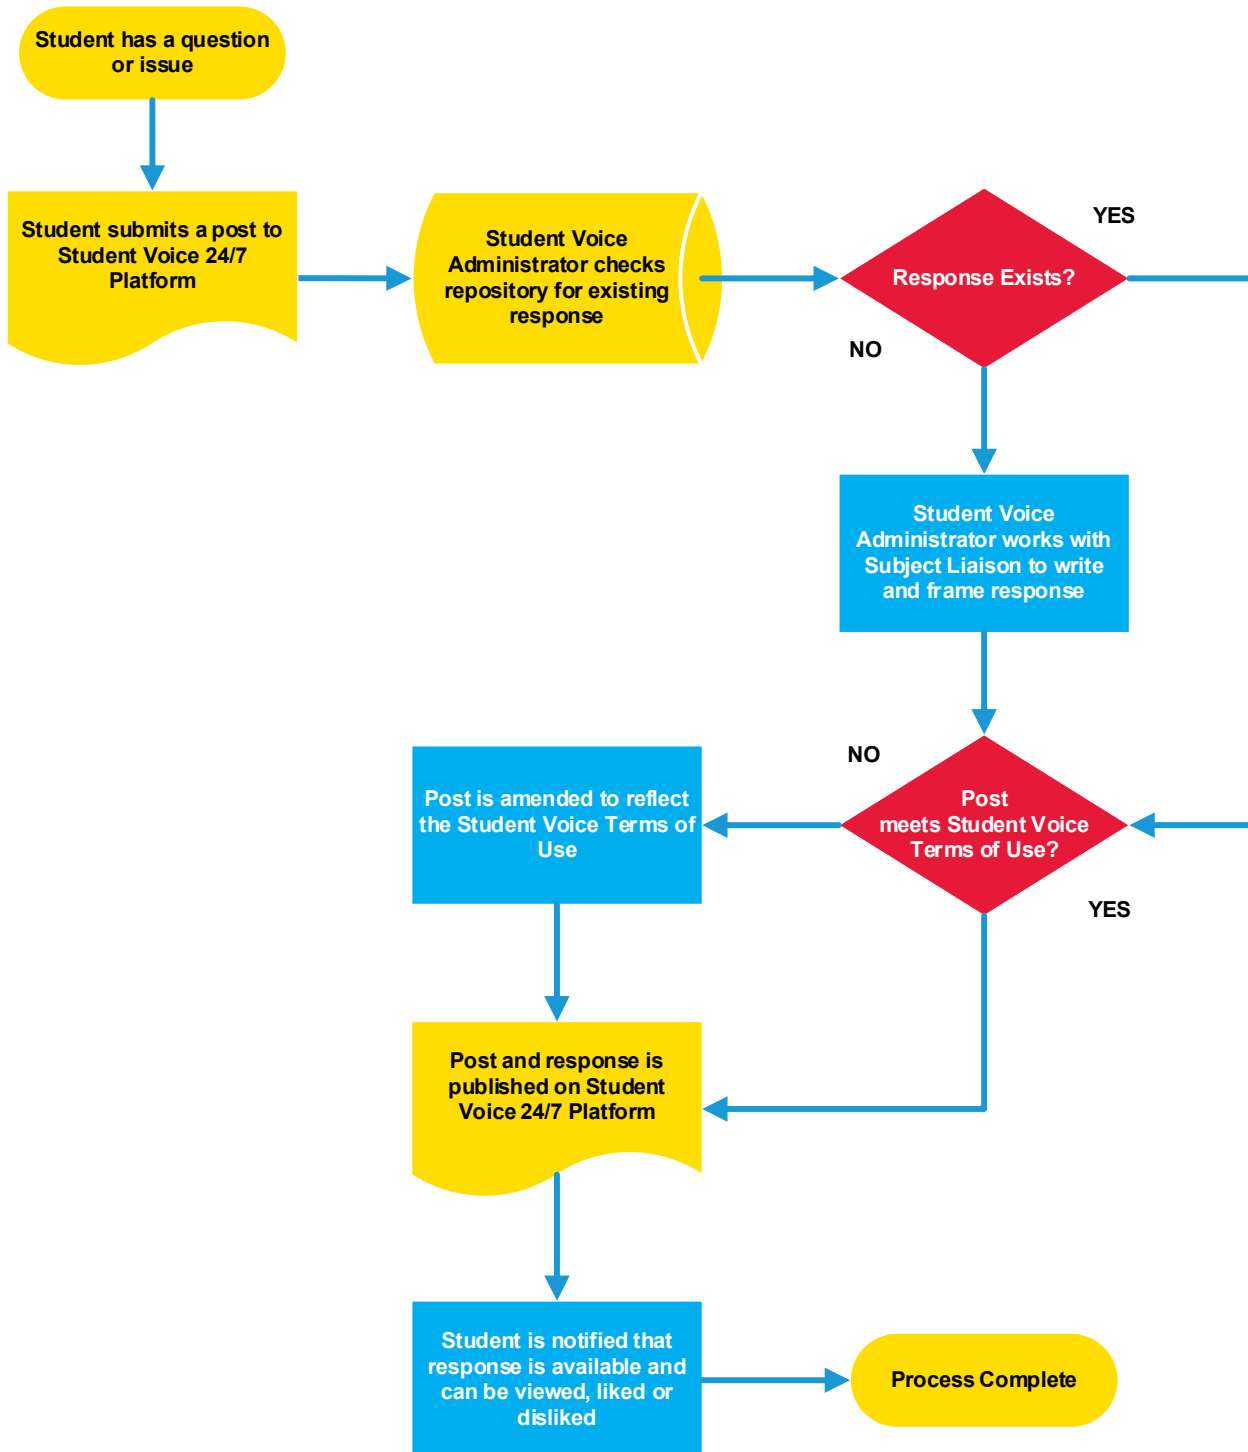 Student has a question
or issue
Student submits a post to
Student Voice 24/7
Platform
Student Voice
Administrator checks
repository for existing
response
Response Exists?
YES
NO
Student Voice
Administrator works with
Subject Liaison to write
and frame response
Post
meets Student Voice
Terms of Use?
NO
YES
Post is amended to reflect
the Student Voice Terms of
Use
Post and response is
published on Student
Voice 24/7 Platform
Student is notified that
response is available and
can be viewed, liked or
disliked
Process Complete